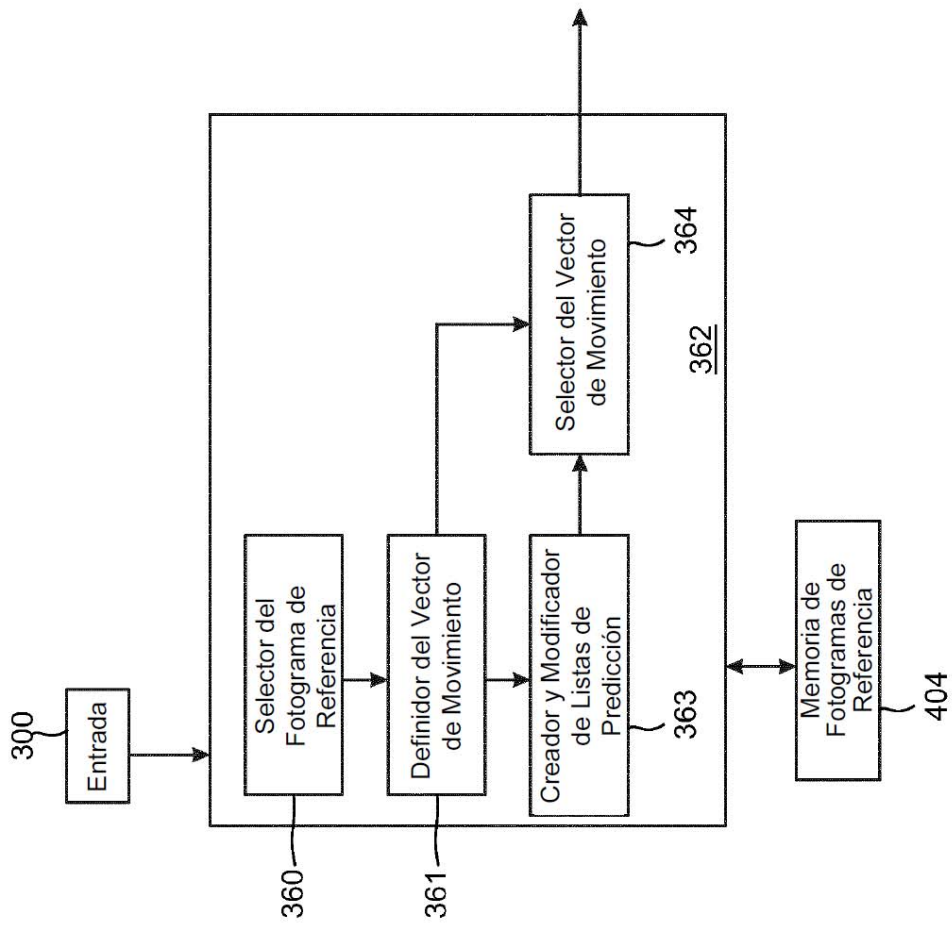 300
Entrada
360
Selector del
Fotograma de
Referencia
361
Definidor del Vector
de Movimiento
363
Creador y Modificador
de Listas de
Predicción
Selector del Vector
de Movimiento
364
362
Memoria de
Fotogramas de
Referencia
404